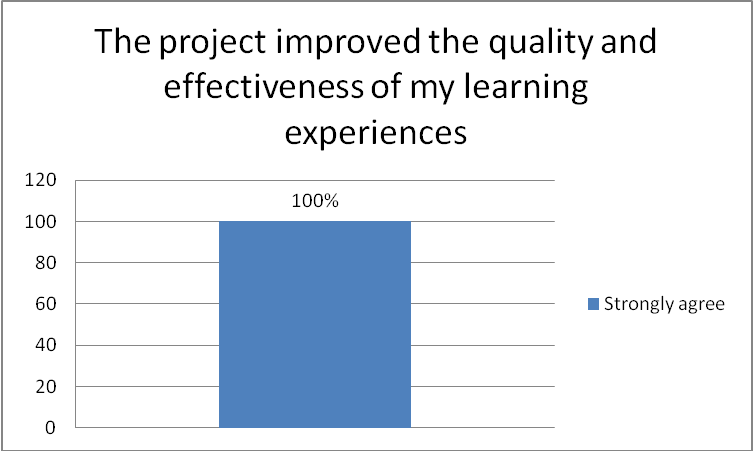 The project improved the quality and
effectiveness of my learning
experiences
120
100%
100
80
60
Strongly agree
40
20
0